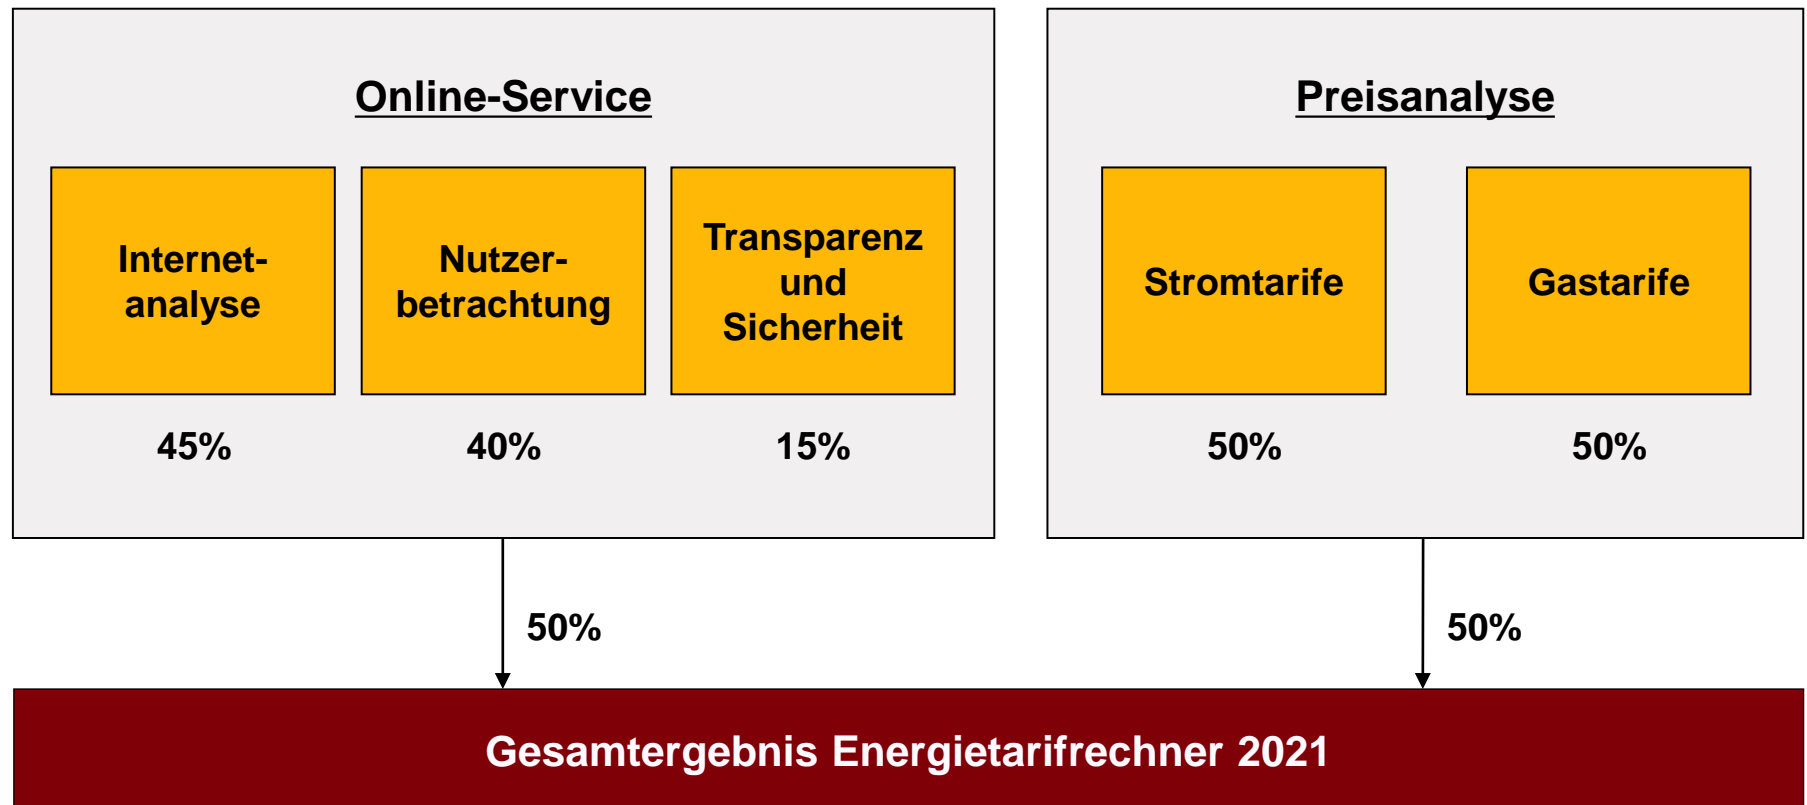 Online-Service
Internet-
analyse
Nutzer-
betrachtung
Transparenz
und
Sicherheit
45%
40%
15%
Preisanalyse
Stromtarife
Gastarife
50%
50%
50%
50%
Gesamtergebnis Energietarifrechner 2021